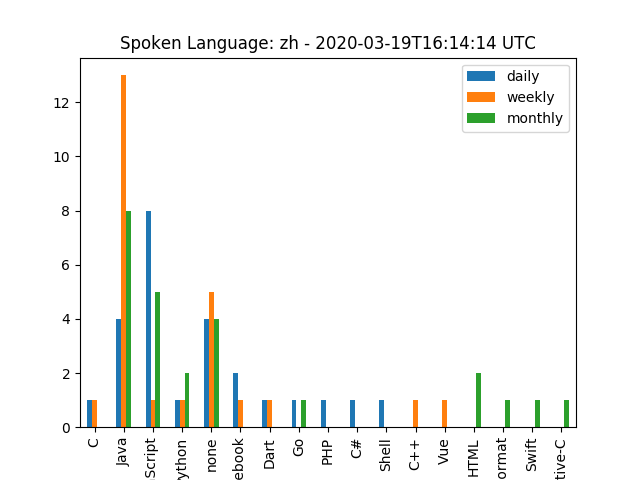 Spoken Language: zh - 2020-03-19T16:14:14 UTC
daily
weekly
monthly
12
10
8
6
4
2
0
C
Java
Script
ython
none
ebook
Dart
Go
PHP
C#
Shell
C++
Vue
HTML
ormat
Swift
tive-C